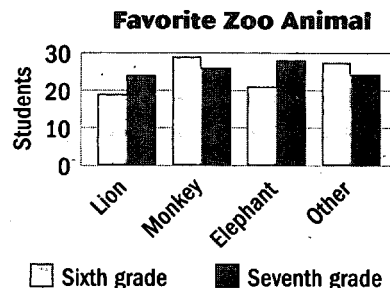 Favorite Zoo Animal
Students
30
20
10
0
Lion
Monkey
Elephant
Other
Sixth grade
Seventh grade